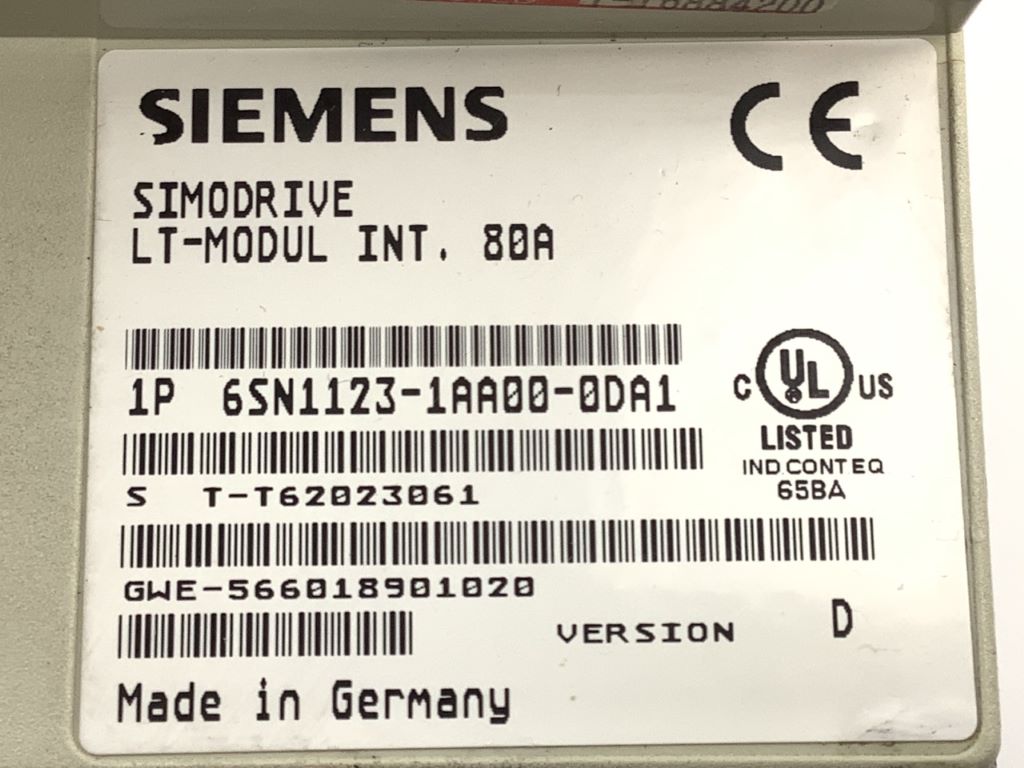 SIEMENS
CE
SIMODRIVE
LT-MODUL INT. 80A
1P 6SN1123-1AA00-0DA1
C UL US
LISTED
IND.CONT.EQ
65BA
S T-T62023061
GWE-566018901020
VERSION D
Made in Germany